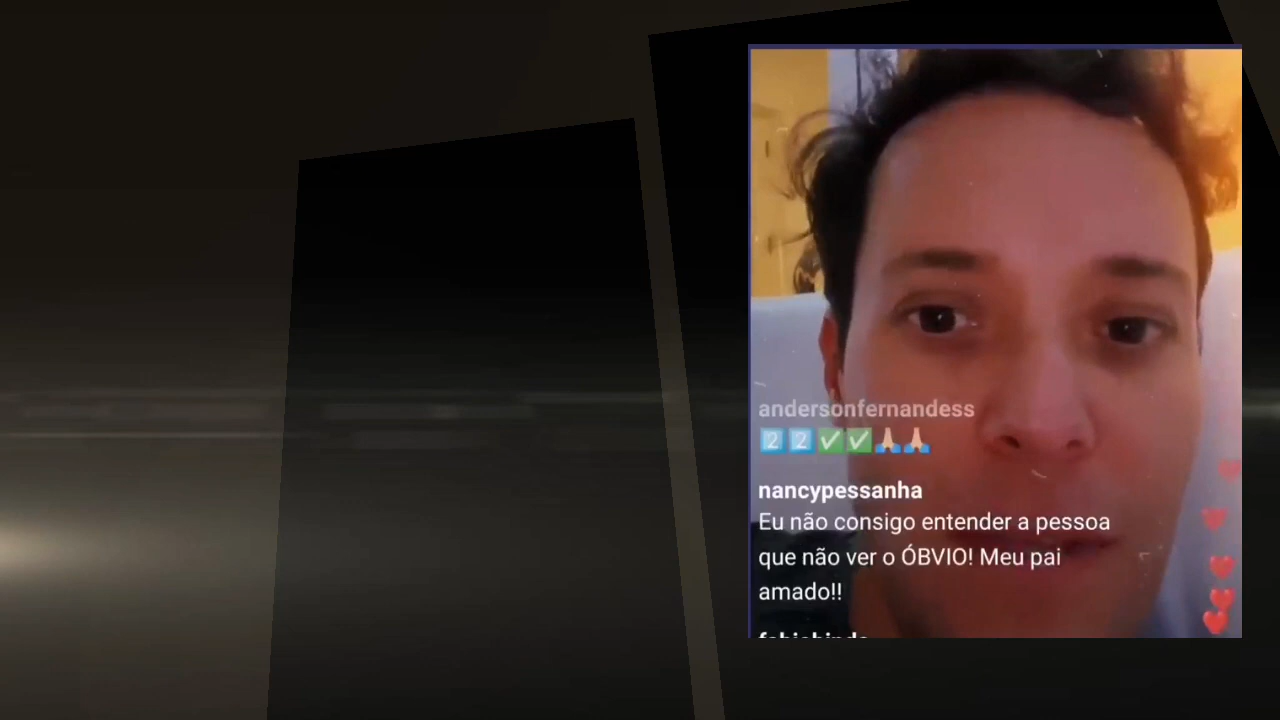 andersonfernandess
2️⃣2️⃣✅✅🙏🏼🙏🏼
nancypessanha
Eu não consigo entender a pessoa
que não ver o ÓBVIO! Meu pai
amado!!